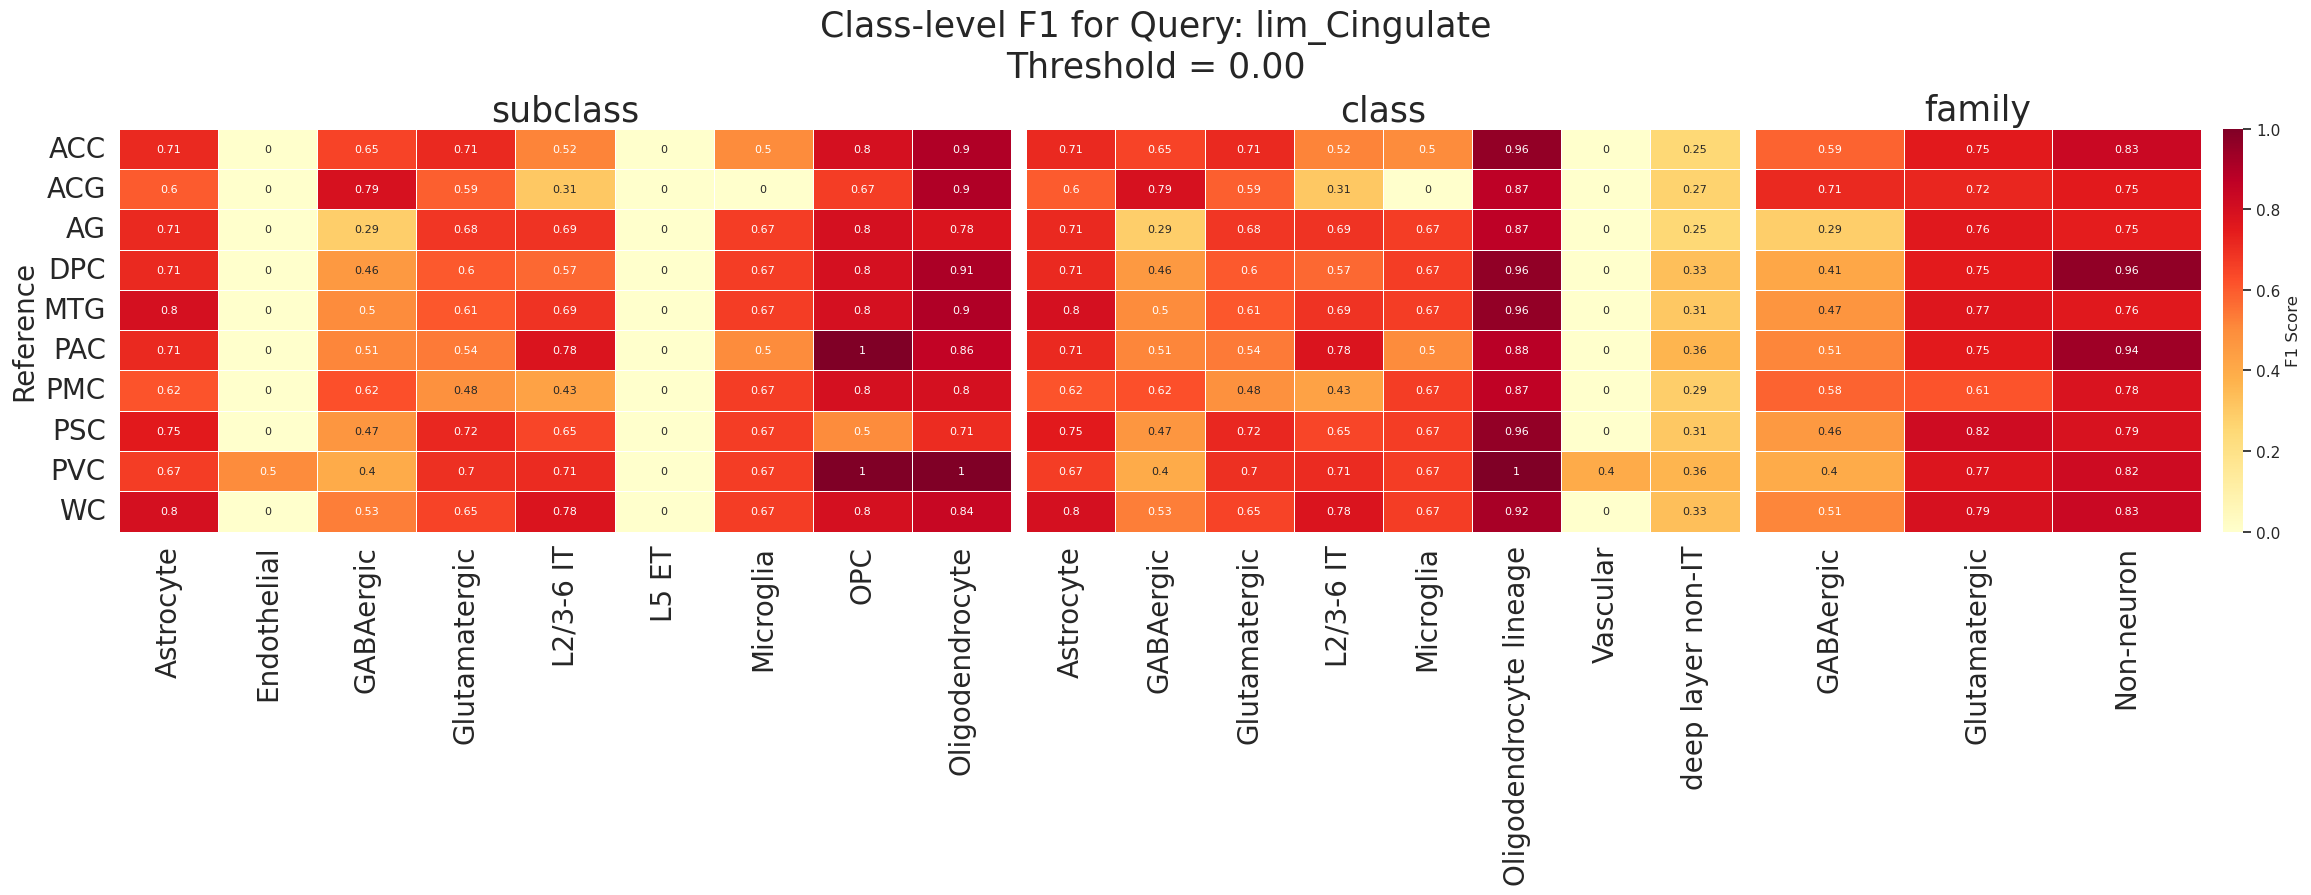 Class-level F1 for Query: lim_Cingulate
Threshold = 0.00
subclass
class
family
Reference
ACC 0.71 0 0.65 0.71 0.52 0 0.5 0.8 0.9 0.71 0.65 0.71 0.52 0.5 0.96 0 0.25 0.59 0.75 0.83
ACG 0.6 0 0.79 0.59 0.31 0 0 0.67 0.9 0.6 0.79 0.59 0.31 0 0.87 0 0.27 0.71 0.72 0.75
AG 0.71 0 0.29 0.68 0.69 0 0.67 0.8 0.78 0.71 0.29 0.68 0.69 0.67 0.87 0 0.25 0.29 0.76 0.75
DPC 0.71 0 0.46 0.6 0.57 0 0.67 0.8 0.91 0.71 0.46 0.6 0.57 0.67 0.96 0 0.33 0.41 0.75 0.96
MTG 0.8 0 0.5 0.61 0.69 0 0.67 0.8 0.9 0.8 0.5 0.61 0.69 0.67 0.96 0 0.31 0.47 0.77 0.76
PAC 0.71 0 0.51 0.54 0.78 0 0.5 1 0.86 0.71 0.51 0.54 0.78 0.5 0.88 0 0.36 0.51 0.75 0.94
PMC 0.62 0 0.62 0.48 0.43 0 0.67 0.8 0.8 0.62 0.62 0.48 0.43 0.67 0.87 0 0.29 0.58 0.61 0.78
PSC 0.75 0 0.47 0.72 0.65 0 0.67 0.5 0.71 0.75 0.47 0.72 0.65 0.67 0.96 0 0.31 0.46 0.82 0.79
PVC 0.67 0.5 0.4 0.7 0.71 0 0.67 1 1 0.67 0.4 0.7 0.71 0.67 1 0.4 0.36 0.4 0.77 0.82
WC 0.8 0 0.53 0.65 0.78 0 0.67 0.8 0.84 0.8 0.53 0.65 0.78 0.67 0.92 0 0.33 0.51 0.79 0.83
Astrocyte
Endothelial
GABAergic
Glutamatergic
L2/3-6 IT
L5 ET
Microglia
OPC
Oligodendrocyte
Astrocyte
GABAergic
Glutamatergic
L2/3-6 IT
Microglia
Oligodendrocyte lineage
Vascular
deep layer non-IT
GABAergic
Glutamatergic
Non-neuron
1.0
0.8
0.6
0.4
0.2
0.0
F1 Score